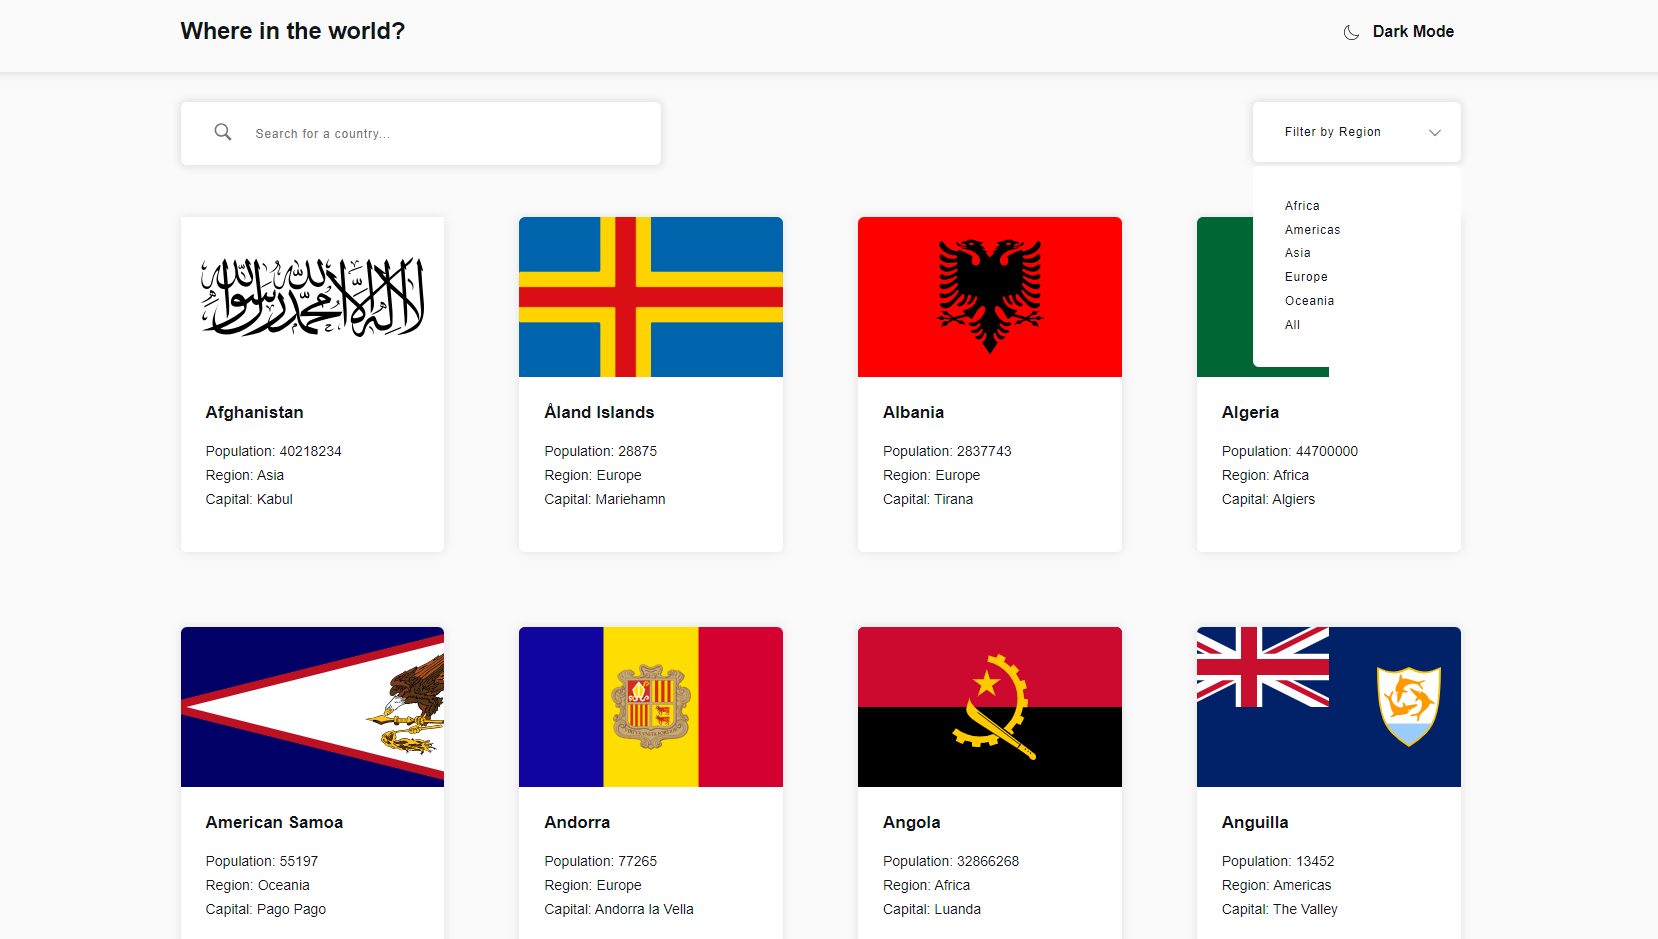 Where in the world?
Dark Mode
Search for a country...
Filter by Region
Africa
Americas
Asia
Europe
Oceania
All
لا إله إلا الله محمد رسول الله
Afghanistan
Population: 40218234
Region: Asia
Capital: Kabul
Åland Islands
Population: 28875
Region: Europe
Capital: Mariehamn
Albania
Population: 2837743
Region: Europe
Capital: Tirana
Algeria
Population: 44700000
Region: Africa
Capital: Algiers
American Samoa
Population: 55197
Region: Oceania
Capital: Pago Pago
Andorra
Population: 77265
Region: Europe
Capital: Andorra la Vella
Angola
Population: 32866268
Region: Africa
Capital: Luanda
Anguilla
Population: 13452
Region: Americas
Capital: The Valley